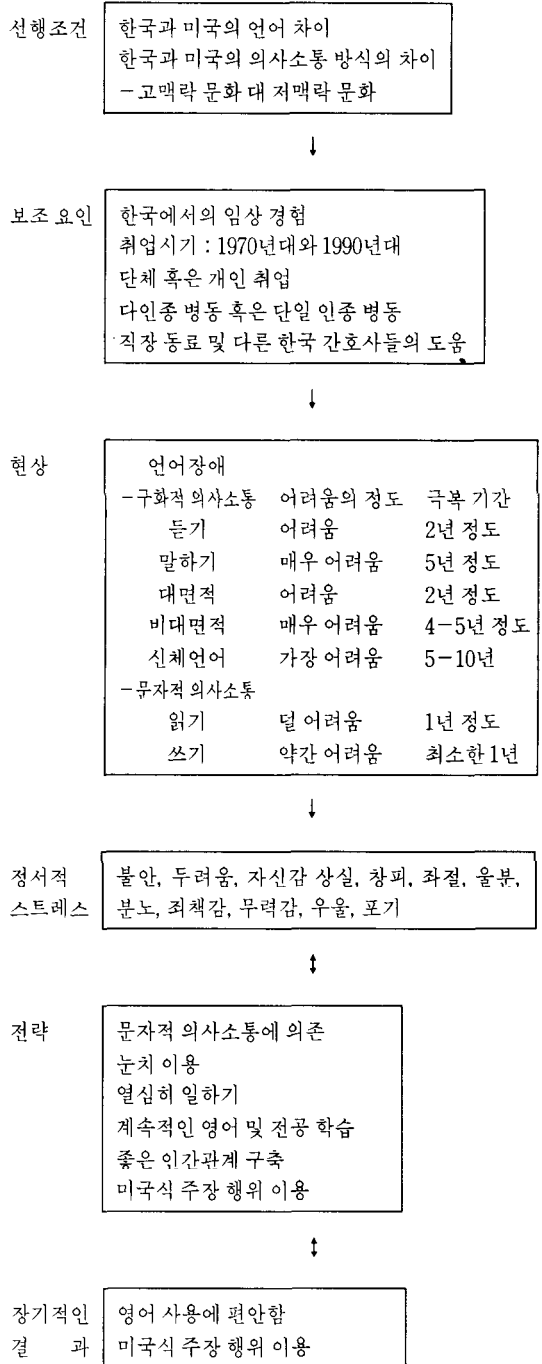 선행조건 한국과 미국의 언어 차이
한국과 미국의 의사소통 방식의 차이
-고맥락 문화 대 저맥락 문화
↓
보조 요인 한국에서의 임상 경험
취업시기 : 1970년대와 1990년대
단체 혹은 개인 취업
다인종 병동 혹은 단일 인종 병동
직장 동료 및 다른 한국 간호사들의 도움
↓
현상 언어장애
-구화적 의사소통 어려움의 정도 극복 기간
듣기 어려움 2년 정도
말하기 매우 어려움 5년 정도
대면적 어려움 2년 정도
비대면적 매우 어려움 4-5년 정도
신체언어 가장 어려움 5-10년
-문자적 의사소통
읽기 덜 어려움 1년 정도
쓰기 약간 어려움 최소한 1년
↓
정서적 불안, 두려움, 자신감 상실, 창피, 좌절, 울분,
스트레스 분노, 죄책감, 무력감, 우울, 포기
↕
전략 문자적 의사소통에 의존
눈치 이용
열심히 일하기
계속적인 영어 및 전공 학습
좋은 인간관계 구축
미국식 주장 행위 이용
↕
장기적인 영어 사용에 편안함
결 과 미국식 주장 행위 이용